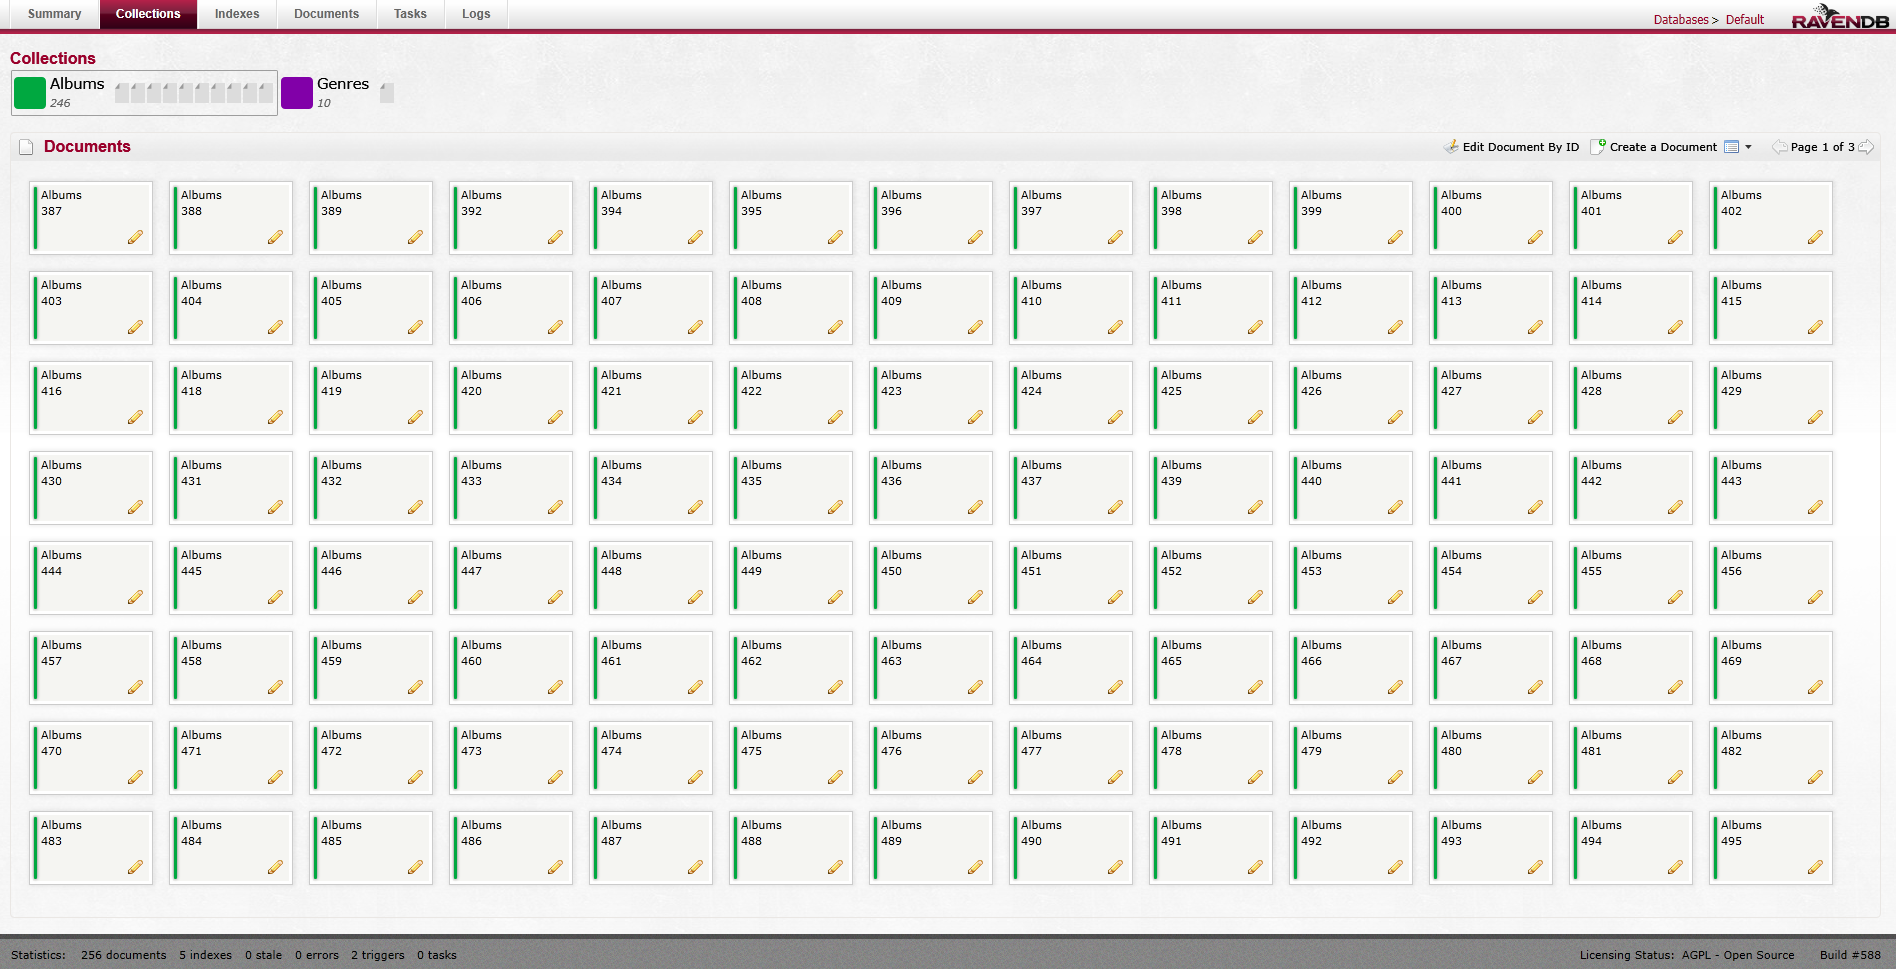 Summary Collections Indexes Documents Tasks Logs
Databases > Default RAVENDB
Collections
Albums Genres
246 10
Documents Edit Document By ID Create a Document Page 1 of 3
Albums Albums Albums Albums Albums Albums Albums Albums Albums Albums Albums Albums Albums
387 388 389 392 394 395 396 397 398 399 400 401 402
Albums Albums Albums Albums Albums Albums Albums Albums Albums Albums Albums Albums Albums
403 404 405 406 407 408 409 410 411 412 413 414 415
Albums Albums Albums Albums Albums Albums Albums Albums Albums Albums Albums Albums Albums
416 418 419 420 421 422 423 424 425 426 427 428 429
Albums Albums Albums Albums Albums Albums Albums Albums Albums Albums Albums Albums Albums
430 431 432 433 434 435 436 437 439 440 441 442 443
Albums Albums Albums Albums Albums Albums Albums Albums Albums Albums Albums Albums Albums
444 445 446 447 448 449 450 451 452 453 454 455 456
Albums Albums Albums Albums Albums Albums Albums Albums Albums Albums Albums Albums Albums
457 458 459 460 461 462 463 464 465 466 467 468 469
Albums Albums Albums Albums Albums Albums Albums Albums Albums Albums Albums Albums Albums
470 471 472 473 474 475 476 477 478 479 480 481 482
Albums Albums Albums Albums Albums Albums Albums Albums Albums Albums Albums Albums Albums
483 484 485 486 487 488 489 490 491 492 493 494 495
Statistics: 256 documents 5 indexes 0 stale 0 errors 2 triggers 0 tasks Licensing Status: AGPL - Open Source Build #588